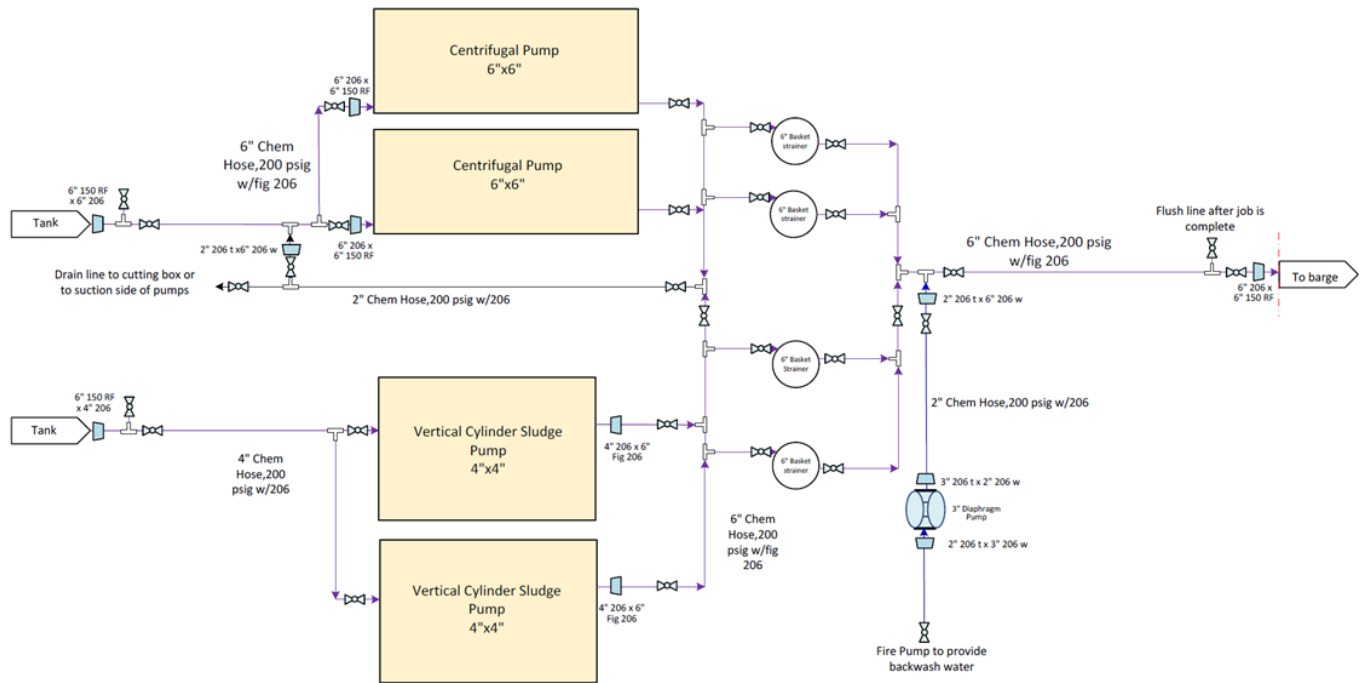 Centrifugal Pump
6"x6"
6" 206 x
6" 150 RF
6" Chem
Hose,200 psig
w/fig 206
Centrifugal Pump
6"x6"
6" Basket
strainer
6" 150 RF
x 6" 206
Tank
6" 206 x
6" 150 RF
2" 206 t x6" 206 w
6" Basket
strainer
Flush line after job is
complete
6" Chem Hose,200 psig
w/fig 206
To barge
6" 206 x
6" 150 RF
Drain line to cutting box or
to suction side of pumps
2" Chem Hose,200 psig w/206
2" 206 t x 6" 206 w
6" Basket
Strainer
6" 150 RF
x 4" 206
Tank
Vertical Cylinder Sludge
Pump
4"x4"
4" 206 x 6"
Fig 206
2" Chem Hose,200 psig w/206
4" Chem
Hose,200
psig w/206
6" Basket
strainer
3" 206 t x 2" 206 w
3" Diaphragm
Pump
6" Chem
Hose,200
psig w/fig
206
2" 206 t x 3" 206 w
Vertical Cylinder Sludge
Pump
4"x4"
4" 206 x 6"
Fig 206
Fire Pump to provide
backwash water